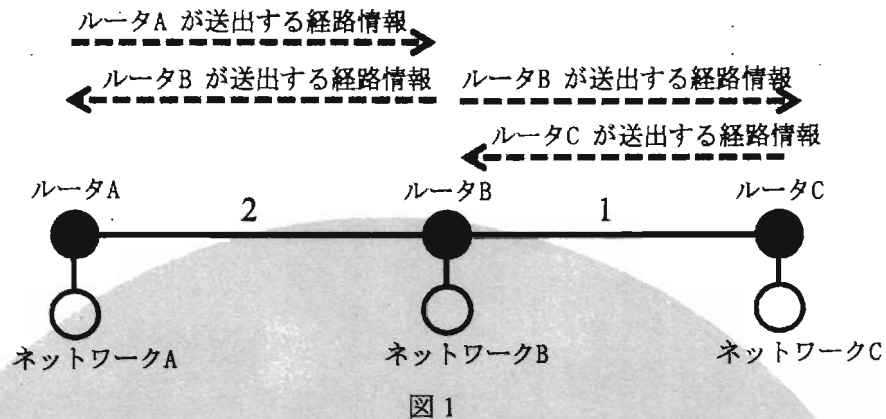 ルータA が送出する経路情報
ルータB が送出する経路情報 ルータB が送出する経路情報
ルータC が送出する経路情報
ルータA ルータB ルータC
2 1
ネットワークA ネットワークB ネットワークC
図1